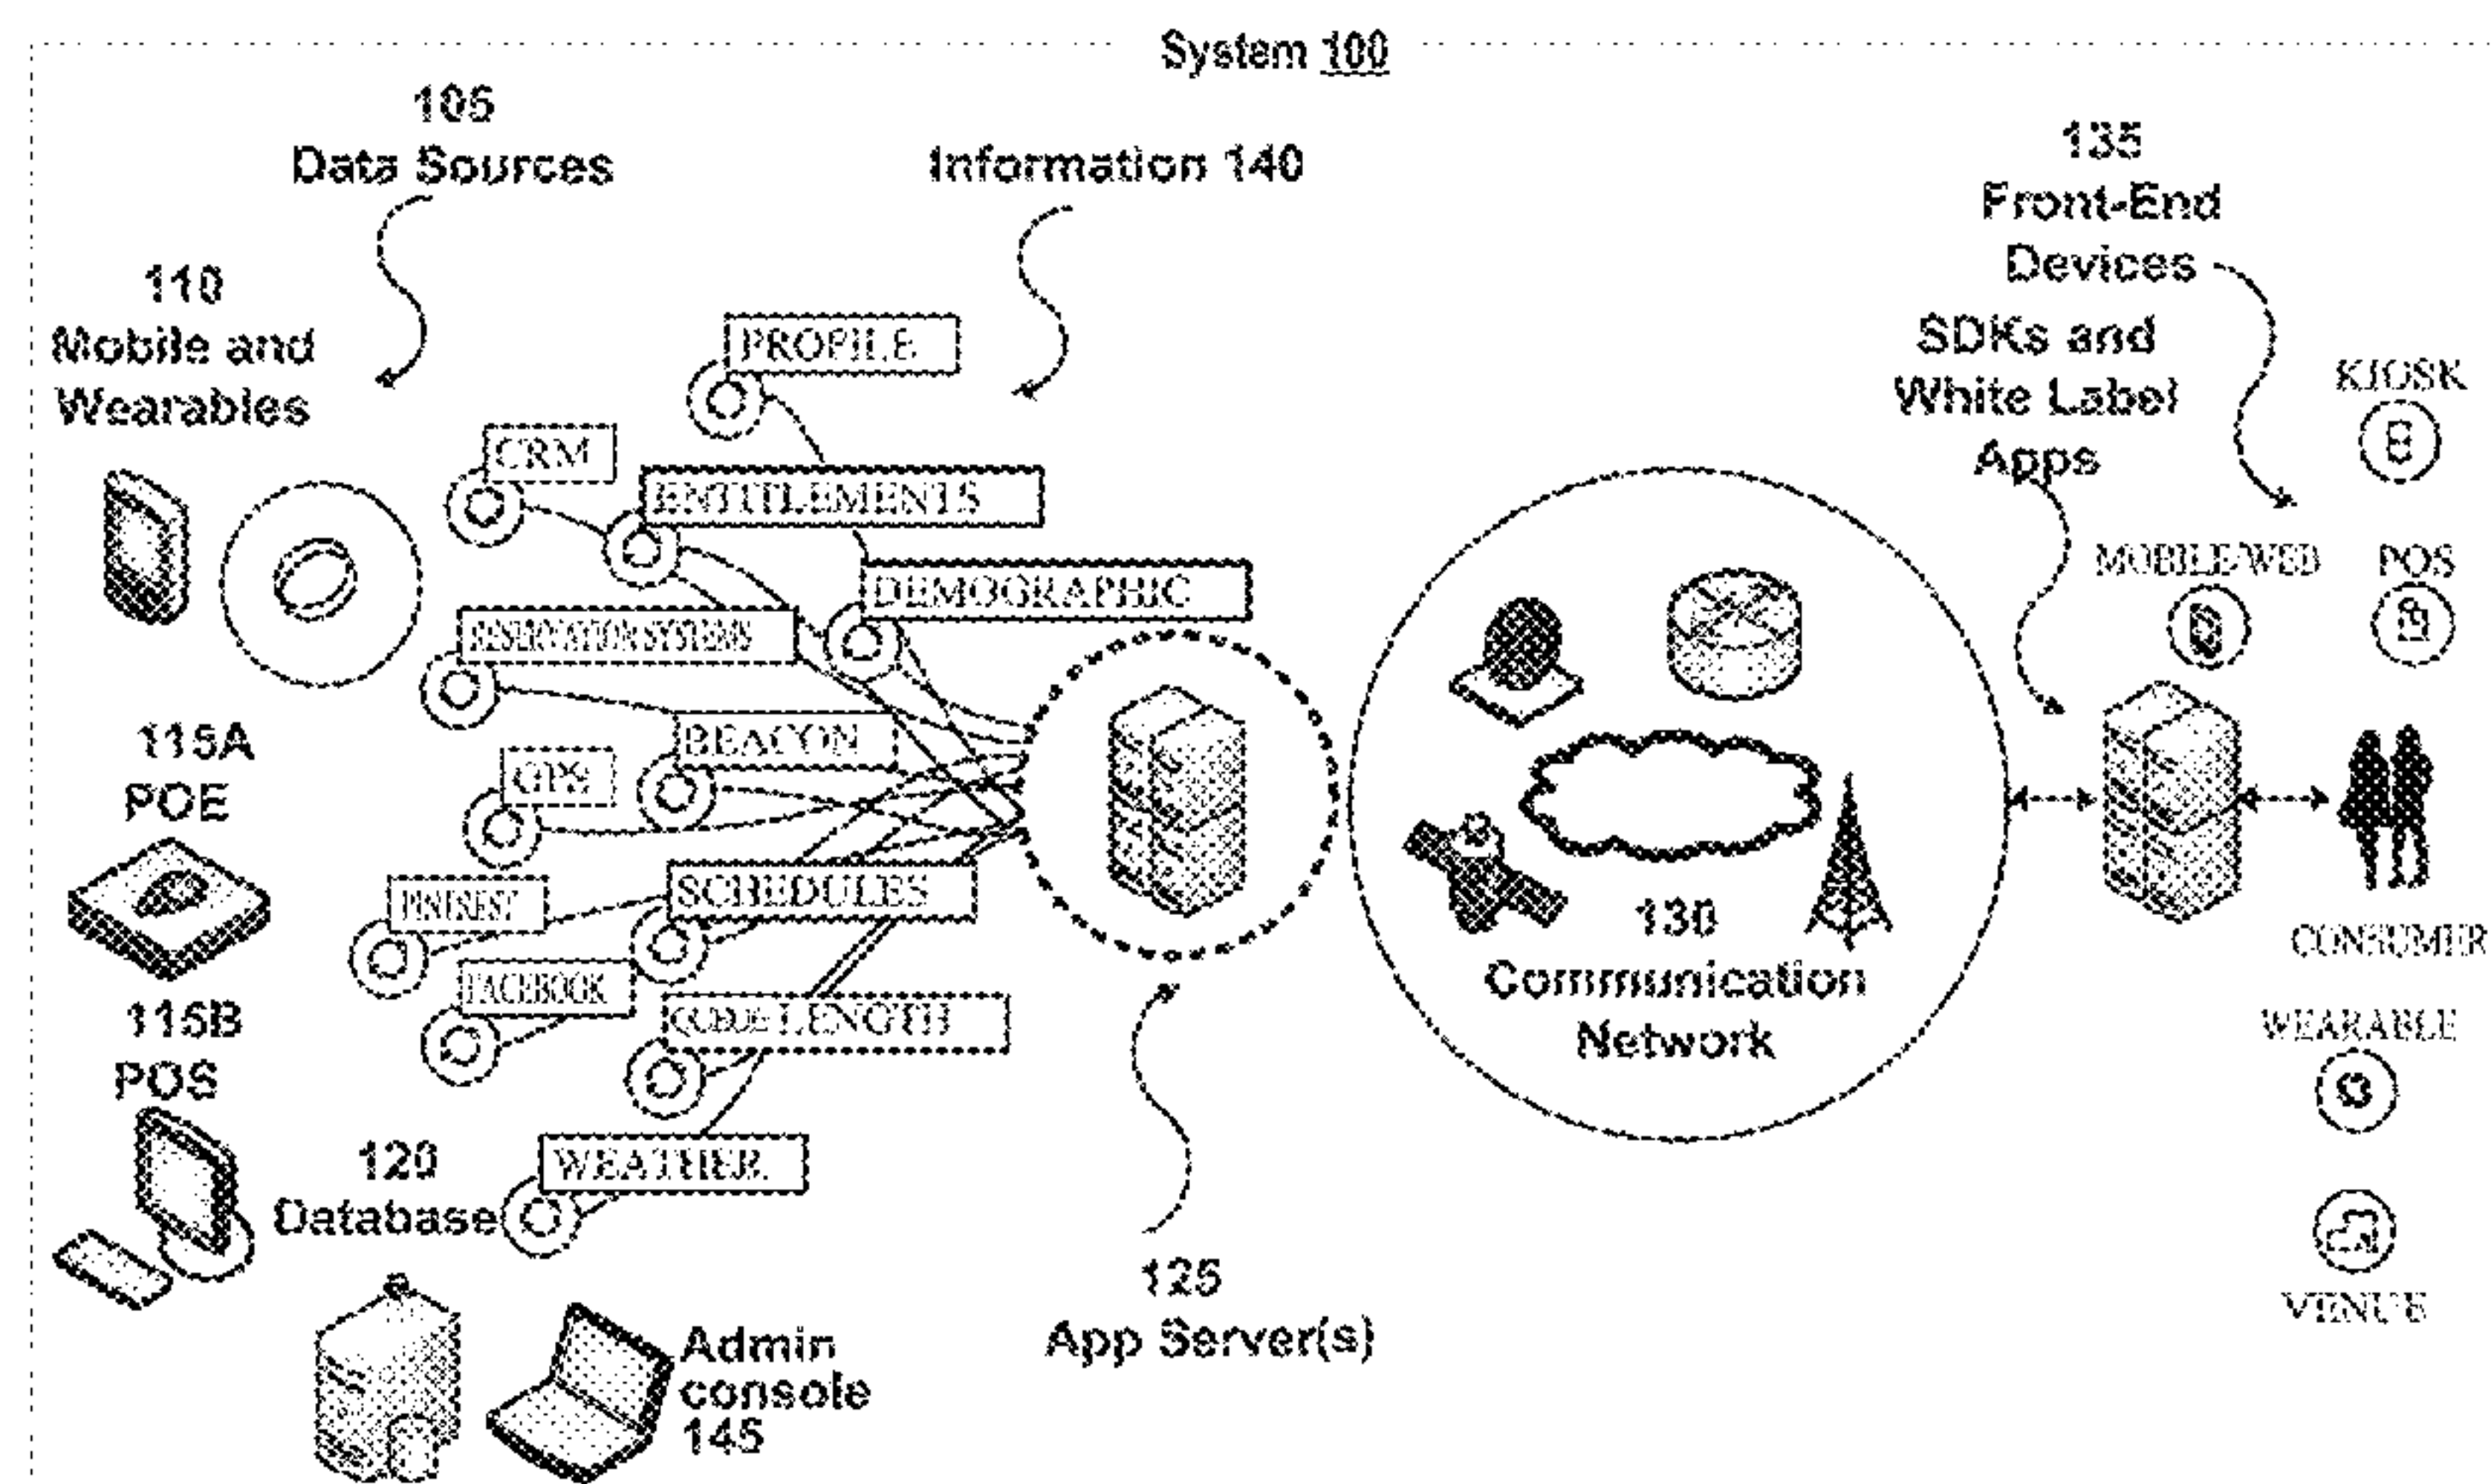 System 100
105
Data Sources
Information 140
135
Front-End
Devices
110
Mobile and
Wearables
SDKs and
White Label
Apps
PROFILE
KIOSK
CRM
ENTITLEMENTS
DEMOGRAPHIC
MOBILE/WEB
POS
RESERVATION SYSTEMS
115A
POE
BEACON
GPS
SCHEDULES
FACEBOOK
130
Communication
Network
CONSUMER
115B
POS
QUEUE LENGTH
WEARABLE
120
Database
WEATHER
125
App Server(s)
VENUE
Admin
console
145